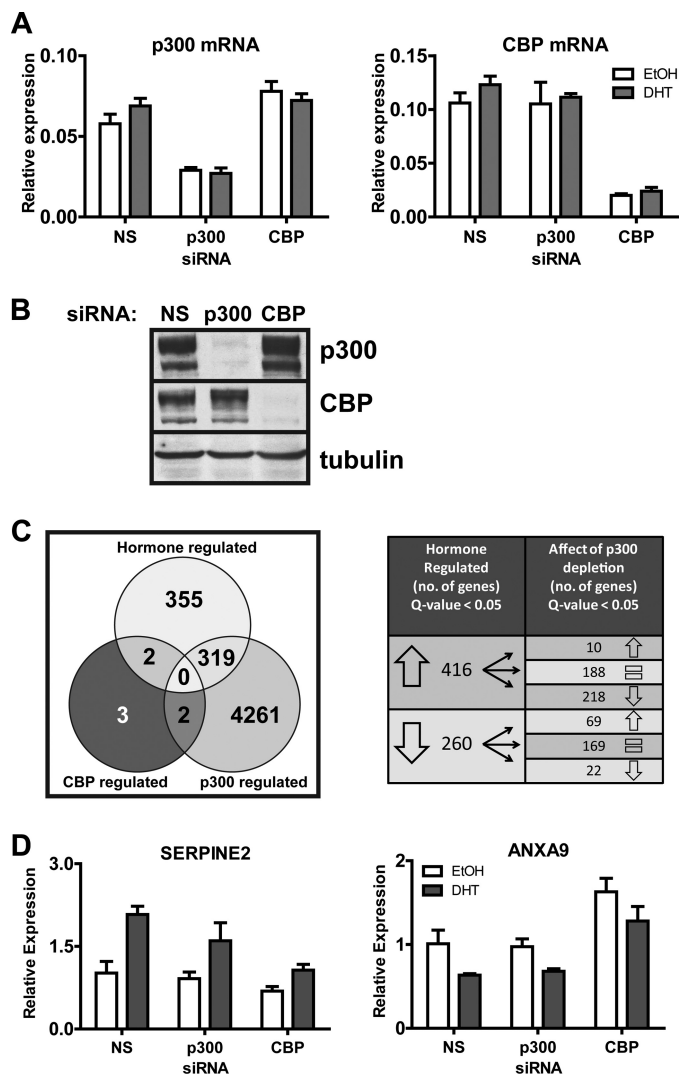 A
p300 mRNA
CBP mRNA
Relative expression
0.10
0.05
0.00
NS
p300
CBP
siRNA
Relative expression
0.15
0.10
0.05
0.00
EtOH
DHT
NS
p300
CBP
siRNA
B
siRNA: NS p300 CBP
p300
CBP
tubulin
C
Hormone regulated
355
2
319
0
3
2
4261
CBP regulated
p300 regulated
Hormone
Regulated
(no. of genes)
Q-value < 0.05
Affect of p300
depletion
(no. of genes)
Q-value < 0.05
416
10
188
218
260
69
169
22
D
SERPINE2
ANXA9
Relative Expression
3.0
1.5
0.0
NS
p300
CBP
siRNA
Relative Expression
2
1
0
EtOH
DHT
NS
p300
CBP
siRNA